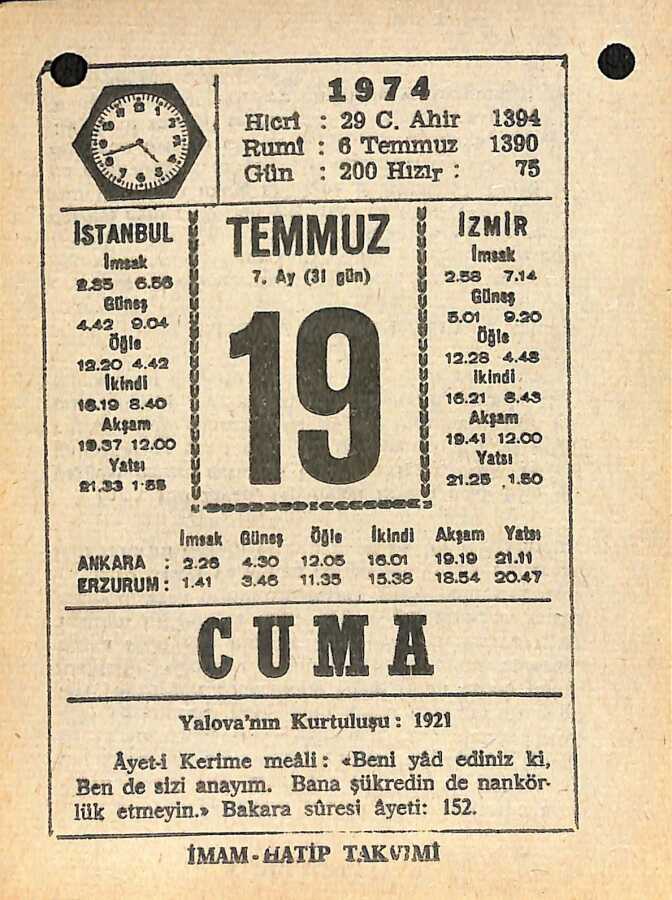 1974
Hicrî : 29 C. Ahir 1394
Rumî : 6 Temmuz 1390
Gün : 200 Hızır : 75
İSTANBUL
İmsak
2.35 6.56
Güneş
4.42 9.04
Öğle
12.20 4.42
İkindi
16.19 8.40
Akşam
19.37 12.00
Yatsı
21.33 1.55
TEMMUZ
7. Ay (31 gün)
19
İZMİR
İmsak
2.58 7.14
Güneş
5.01 9.20
Öğle
12.28 4.48
İkindi
16.21 8.43
Akşam
19.41 12.00
Yatsı
21.25 1.50
İmsak Güneş Öğle İkindi Akşam Yatsı
ANKARA : 2.26 4.30 12.05 16.01 19.19 21.11
ERZURUM : 1.41 3.46 11.35 15.38 18.54 20.47
CUMA
Yalova'nın Kurtuluşu : 1921
Âyet-i Kerime meâli : «Beni yâd ediniz ki,
Ben de sizi anayım. Bana şükredin de nankör-
lük etmeyin.» Bakara sûresi âyeti: 152.
İMAM - HATİP TAKVİMİ